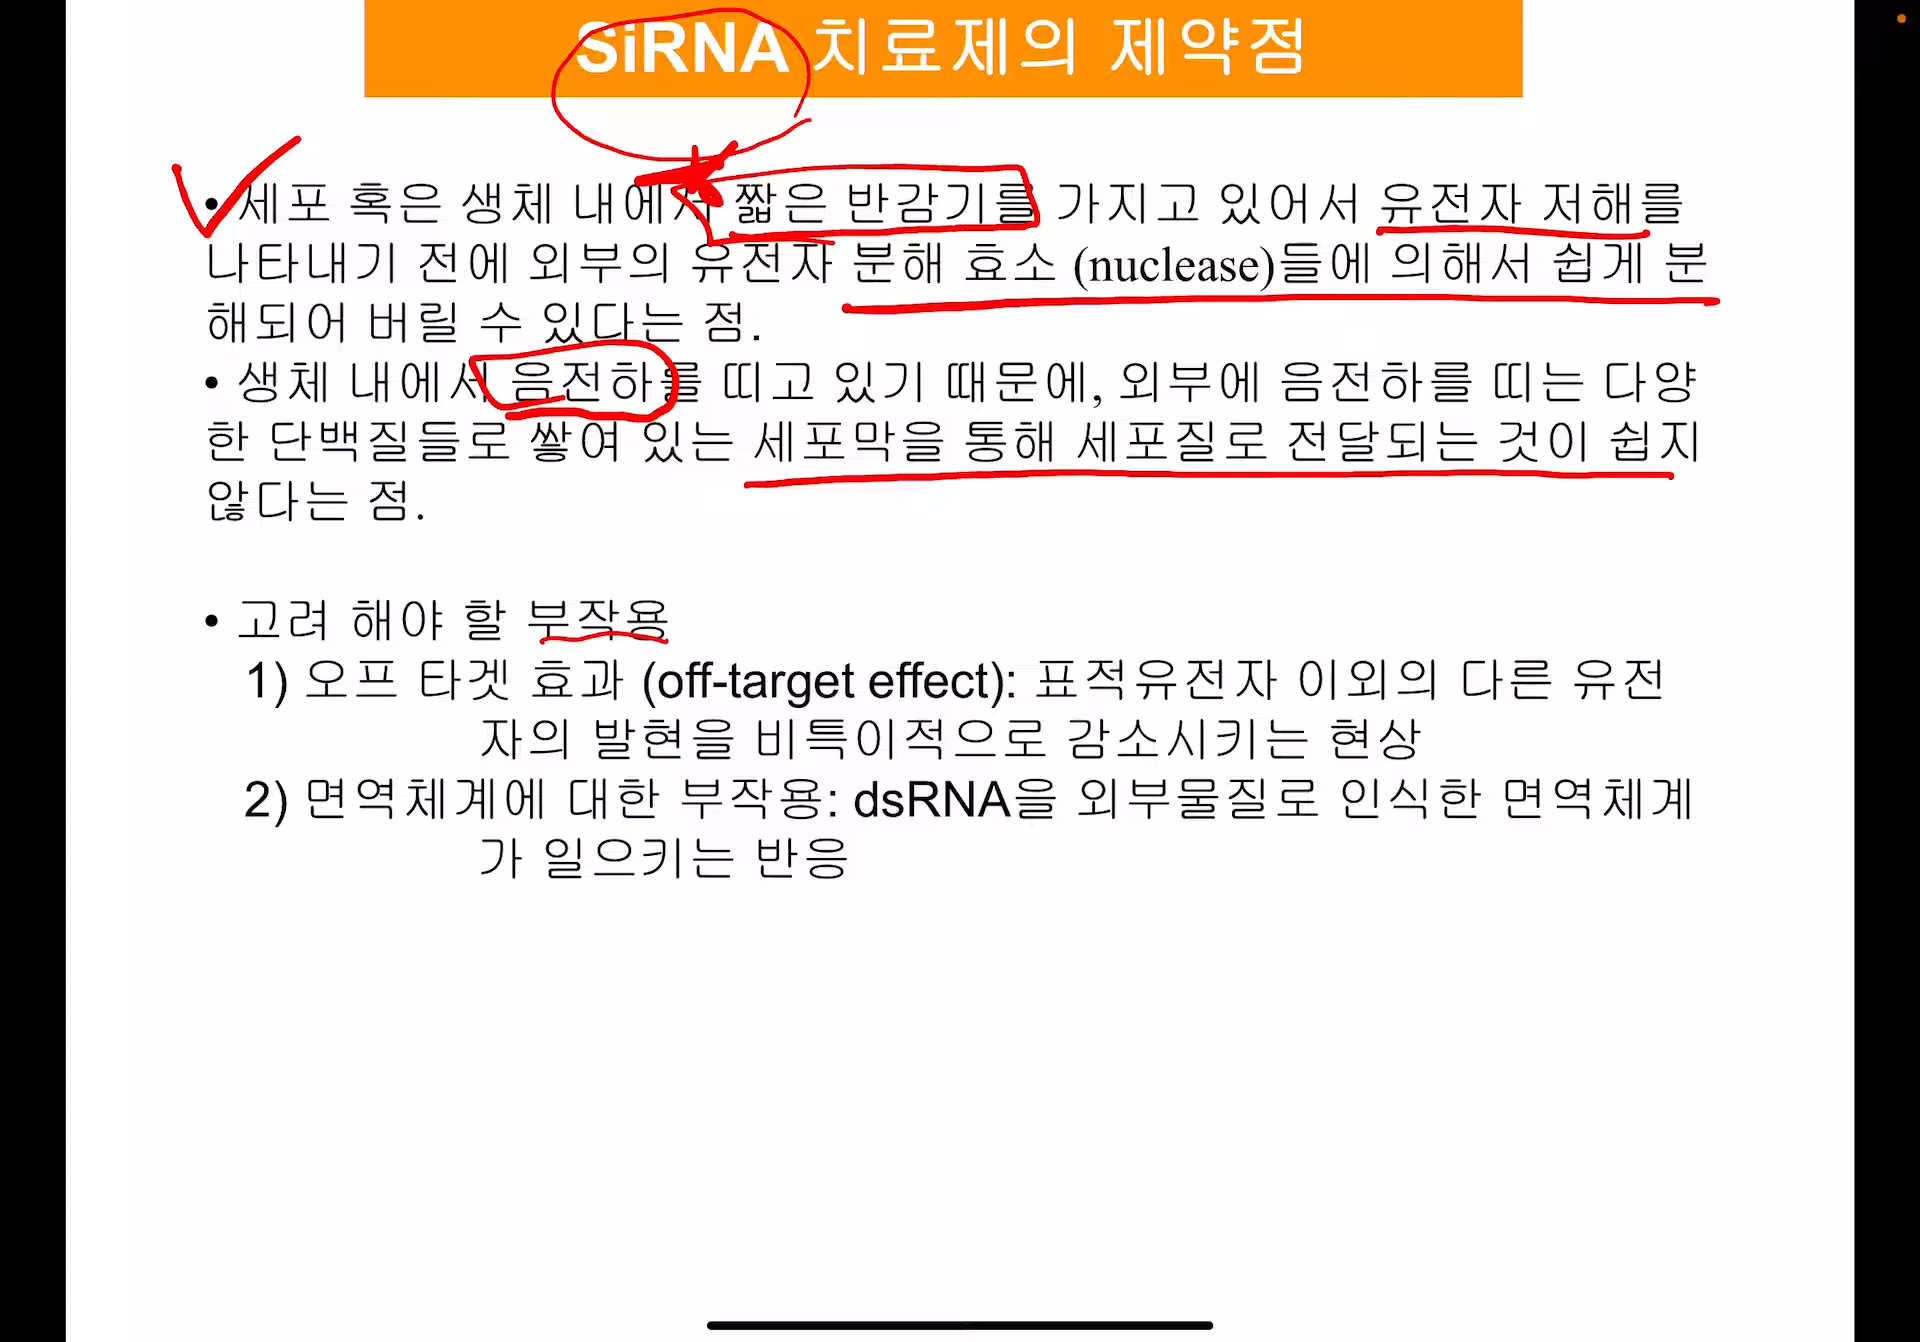 SiRNA 치료제의 제약점
• 세포 혹은 생체 내에서 짧은 반감기를 가지고 있어서 유전자 저해를
나타내기 전에 외부의 유전자 분해 효소 (nuclease)들에 의해서 쉽게 분
해되어 버릴 수 있다는 점.
• 생체 내에서 음전하를 띠고 있기 때문에, 외부에 음전하를 띠는 다양
한 단백질들로 쌓여 있는 세포막을 통해 세포질로 전달되는 것이 쉽지
않다는 점.
• 고려 해야 할 부작용
1) 오프 타겟 효과 (off-target effect): 표적유전자 이외의 다른 유전
자의 발현을 비특이적으로 감소시키는 현상
2) 면역체계에 대한 부작용: dsRNA을 외부물질로 인식한 면역체계
가 일으키는 반응